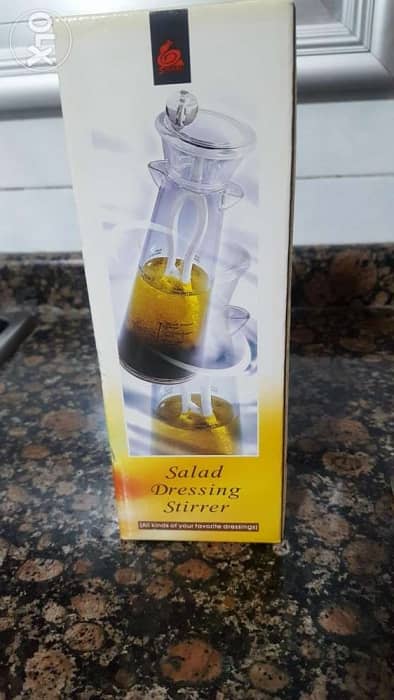 OLX
Salad
Dressing
Stirrer
(All kinds of your favorite dressings)